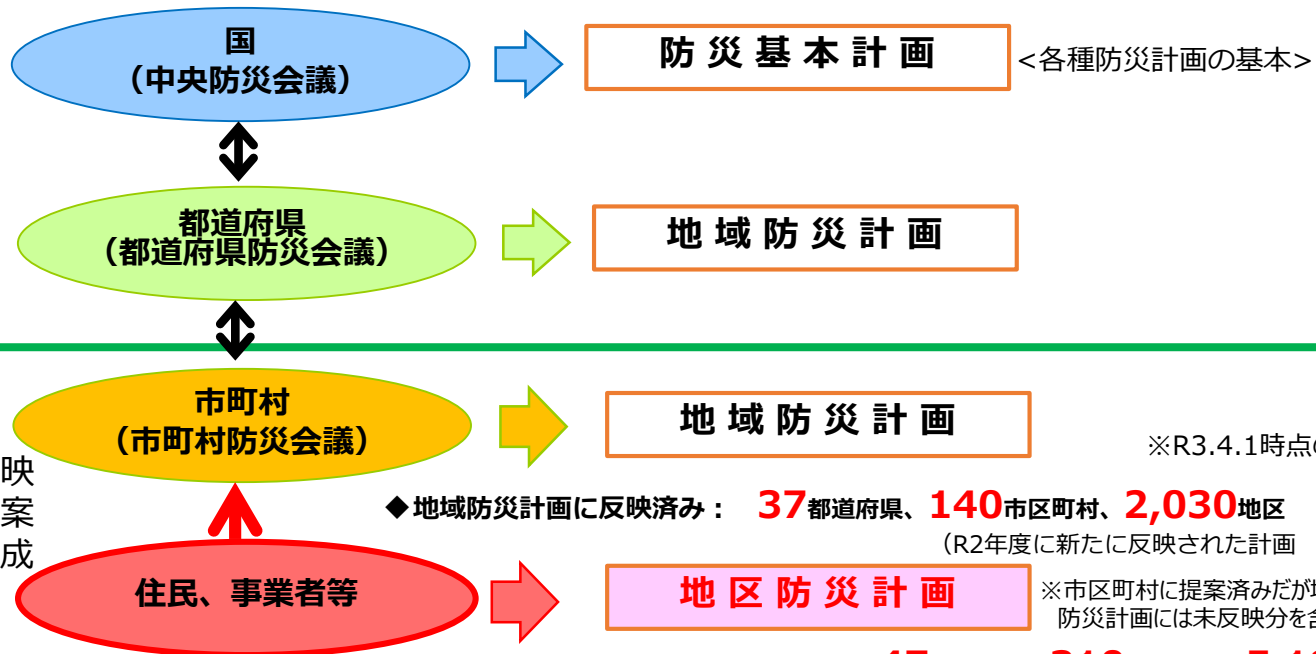 国
（中央防災会議）
防災基本計画
<各種防災計画の基本>
都道府県
（都道府県防災会議）
地域防災計画
市町村
（市町村防災会議）
地域防災計画
※R3.4.1時点
映
案
成
◆地域防災計画に反映済み： 37都道府県、140市区町村、2,030地区
（R2年度に新たに反映された計画
住民、事業者等
地区防災計画
※市区町村に提案済みだが
防災計画には未反映分を